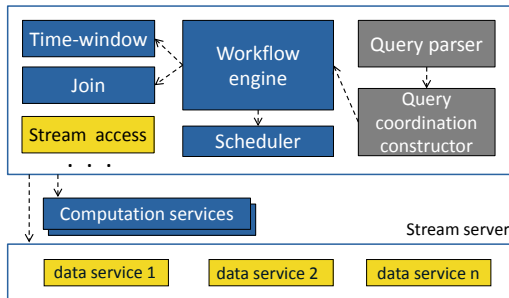 Time-window
Join
Stream access
. . .
Workflow
engine
Scheduler
Query parser
Query
coordination
constructor
Computation services
Stream server
data service 1
data service 2
data service n